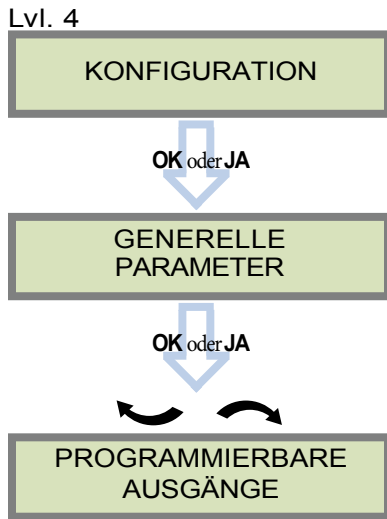 Lvl. 4
KONFIGURATION
OK oder JA
GENERELLE
PARAMETER
OK oder JA
PROGRAMMIERBARE
AUSGÄNGE